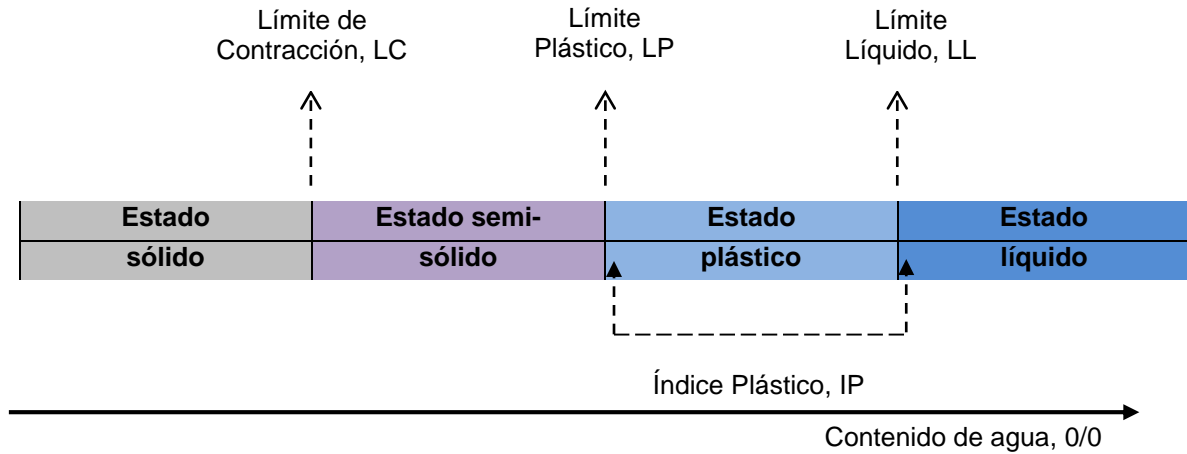 Límite de
Contracción, LC
Límite
Plástico, LP
Límite
Líquido, LL
Estado
sólido
Estado semi-
sólido
Estado
plástico
Estado
líquido
Índice Plástico, IP
Contenido de agua, 0/0